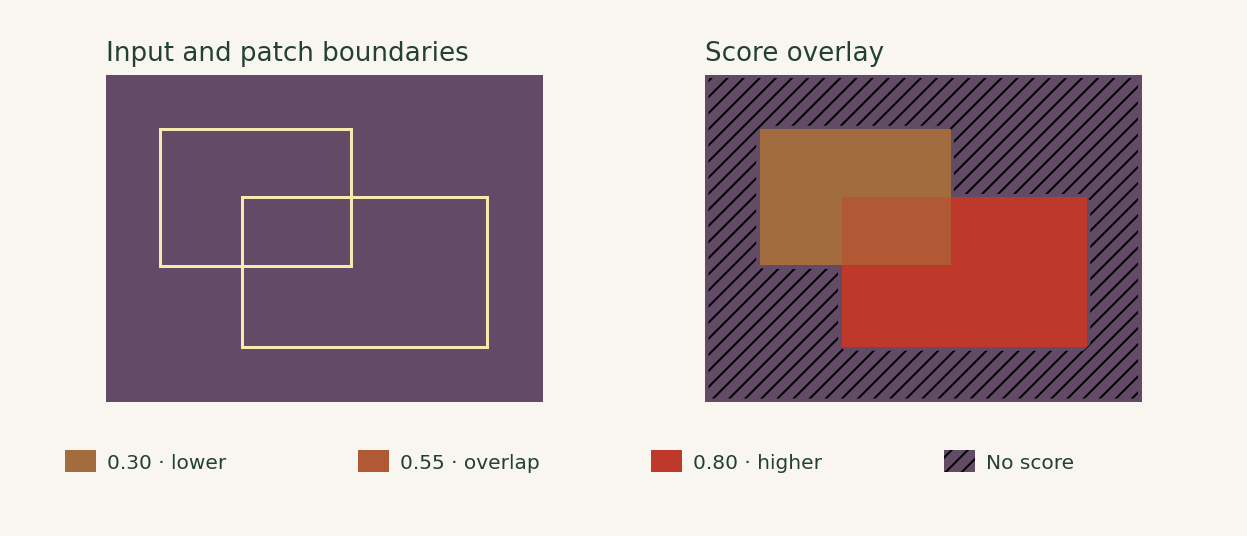 Input and patch boundaries
Score overlay
0.30 · lower
0.55 · overlap
0.80 · higher
No score